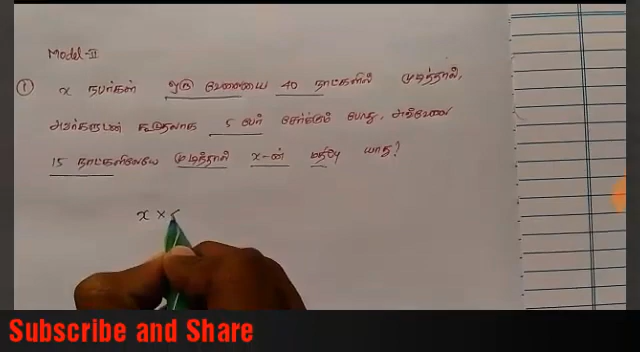 Model-II
① x நபர்கள் ஒரு வேலையை 40 நாட்களில் முடித்தால்,
அவர்களுடன் கூடுதலாக 5 பேர் சேர்க்கும் போது, அவ்வேலை
15 நாட்களிலேயே முடிந்தால் x-ன் மதிப்பு யாது?
x ×
Subscribe and Share